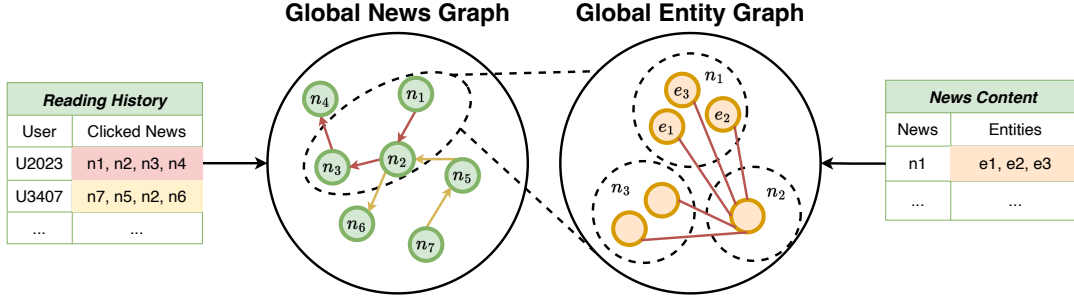 Global News Graph
Global Entity Graph
Reading History
User Clicked News
U2023 n1, n2, n3, n4
U3407 n7, n5, n2, n6
... ...
n4
n1
n3
n2
n5
n6
n7
n1
e3
e2
e1
n3
n2
News Content
News Entities
n1 e1, e2, e3
... ...